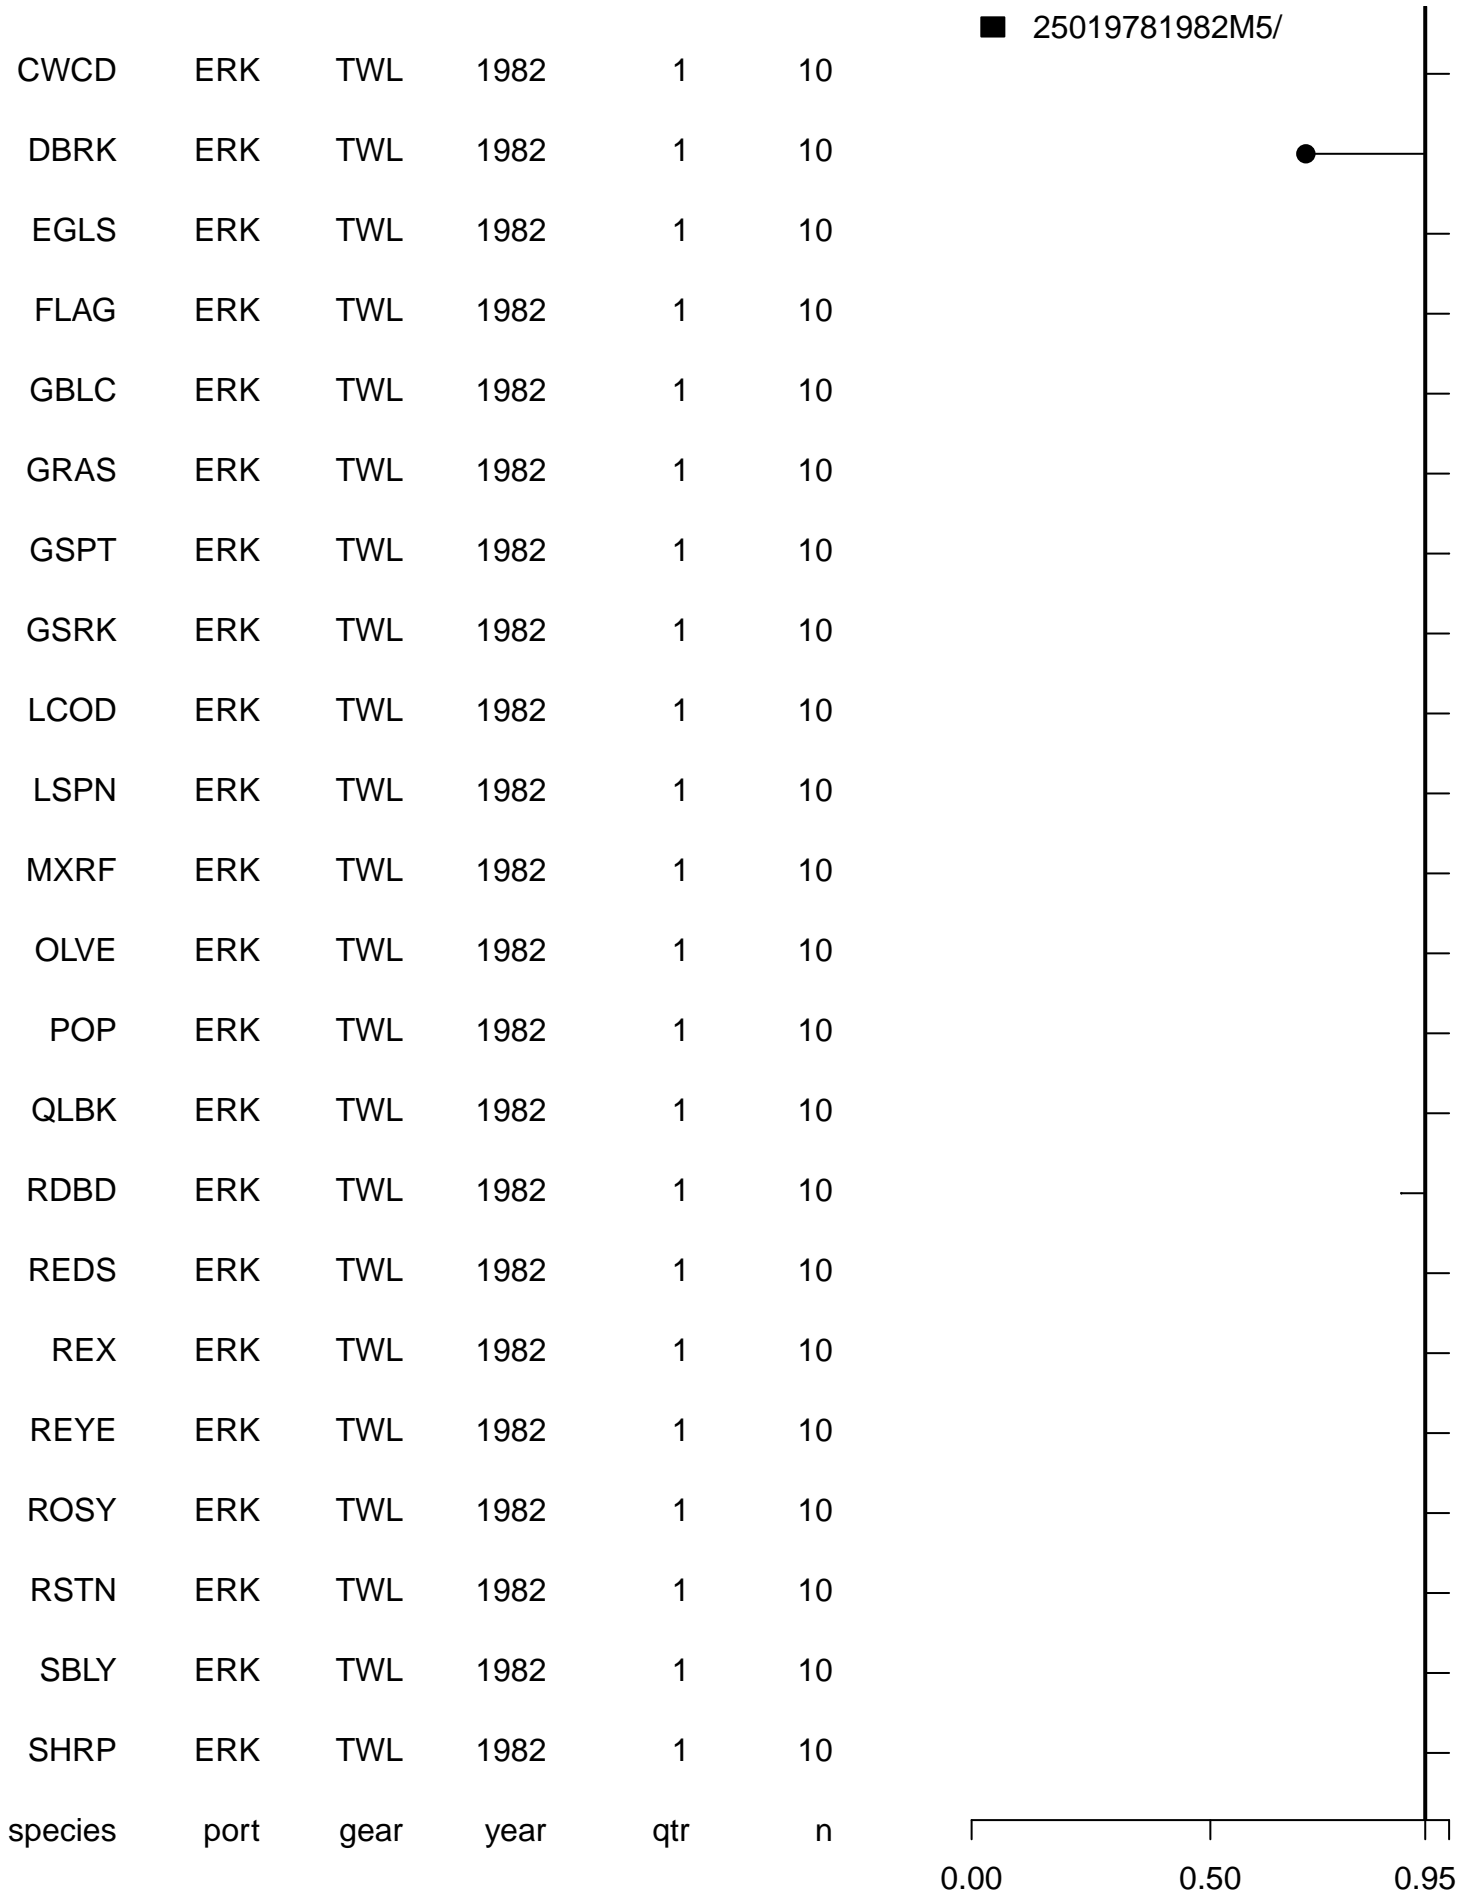 25019781982M5/
CWCD ERK TWL 1982 1 10
DBRK ERK TWL 1982 1 10
EGLS ERK TWL 1982 1 10
FLAG ERK TWL 1982 1 10
GBLC ERK TWL 1982 1 10
GRAS ERK TWL 1982 1 10
GSPT ERK TWL 1982 1 10
GSRK ERK TWL 1982 1 10
LCOD ERK TWL 1982 1 10
LSPN ERK TWL 1982 1 10
MXRF ERK TWL 1982 1 10
OLVE ERK TWL 1982 1 10
POP ERK TWL 1982 1 10
QLBK ERK TWL 1982 1 10
RDBD ERK TWL 1982 1 10
REDS ERK TWL 1982 1 10
REX ERK TWL 1982 1 10
REYE ERK TWL 1982 1 10
ROSY ERK TWL 1982 1 10
RSTN ERK TWL 1982 1 10
SBLY ERK TWL 1982 1 10
SHRP ERK TWL 1982 1 10
species port gear year qtr n
0.00 0.50 0.95